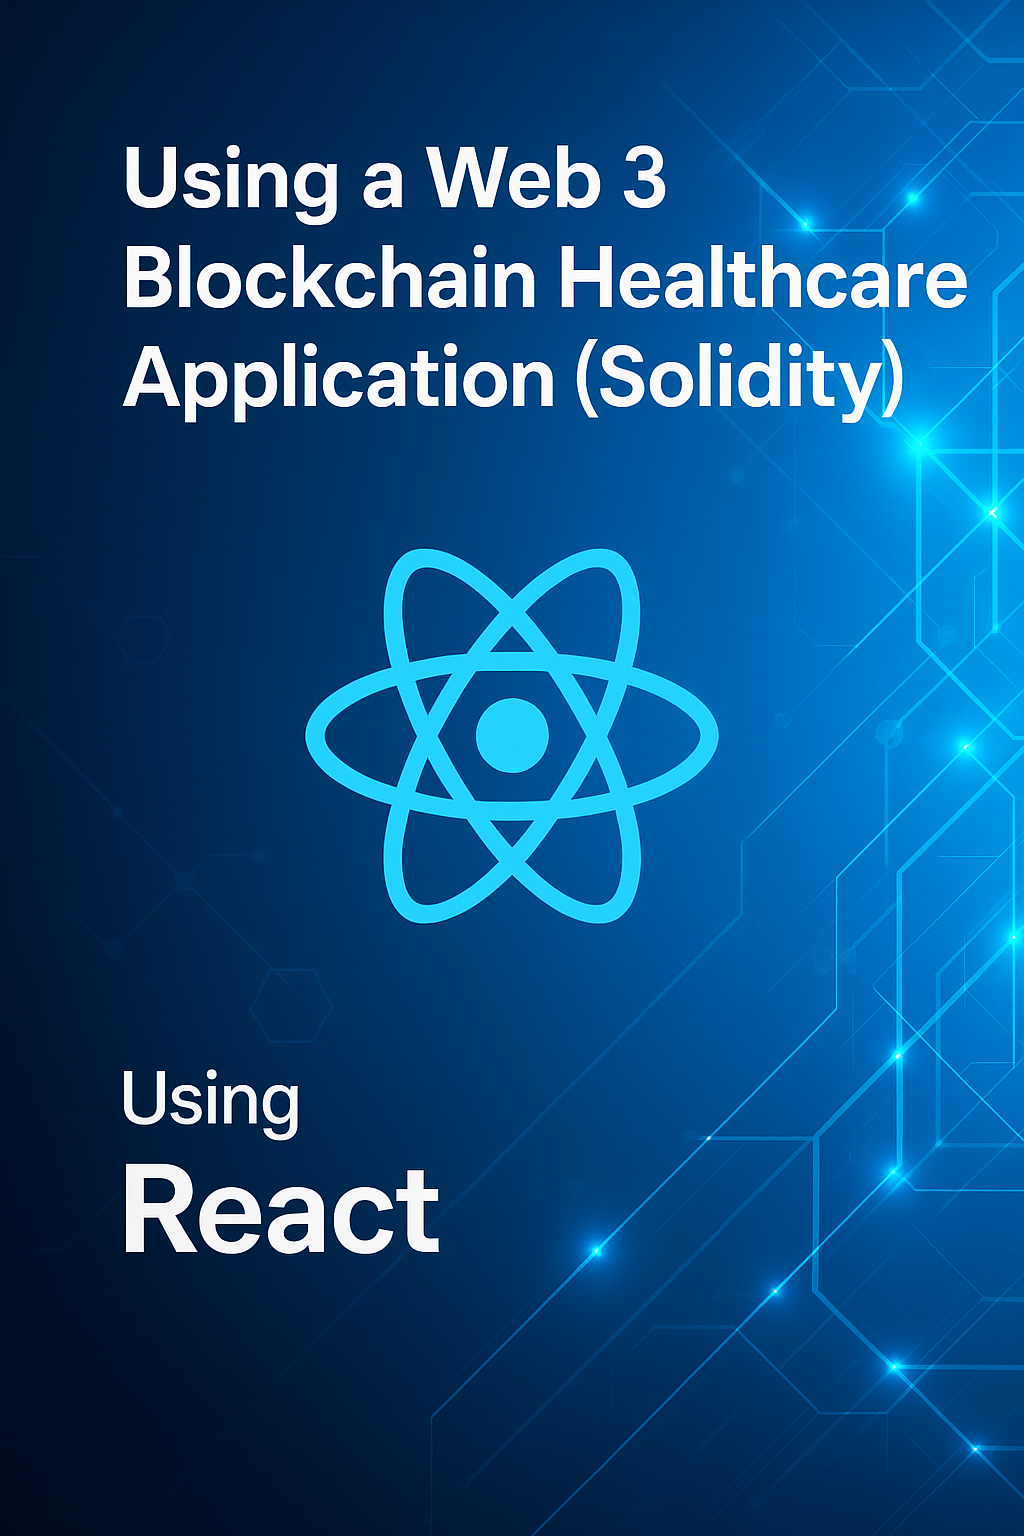 Using a Web 3
Blockchain Healthcare
Application (Solidity)
Using
React